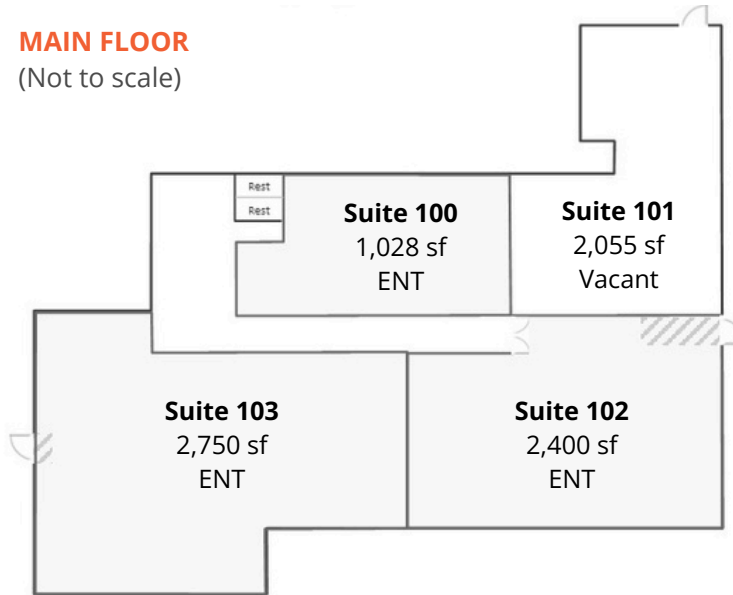 MAIN FLOOR
(Not to scale)
Rest
Rest
Suite 100
1,028 sf
ENT
Suite 101
2,055 sf
Vacant
Suite 103
2,750 sf
ENT
Suite 102
2,400 sf
ENT